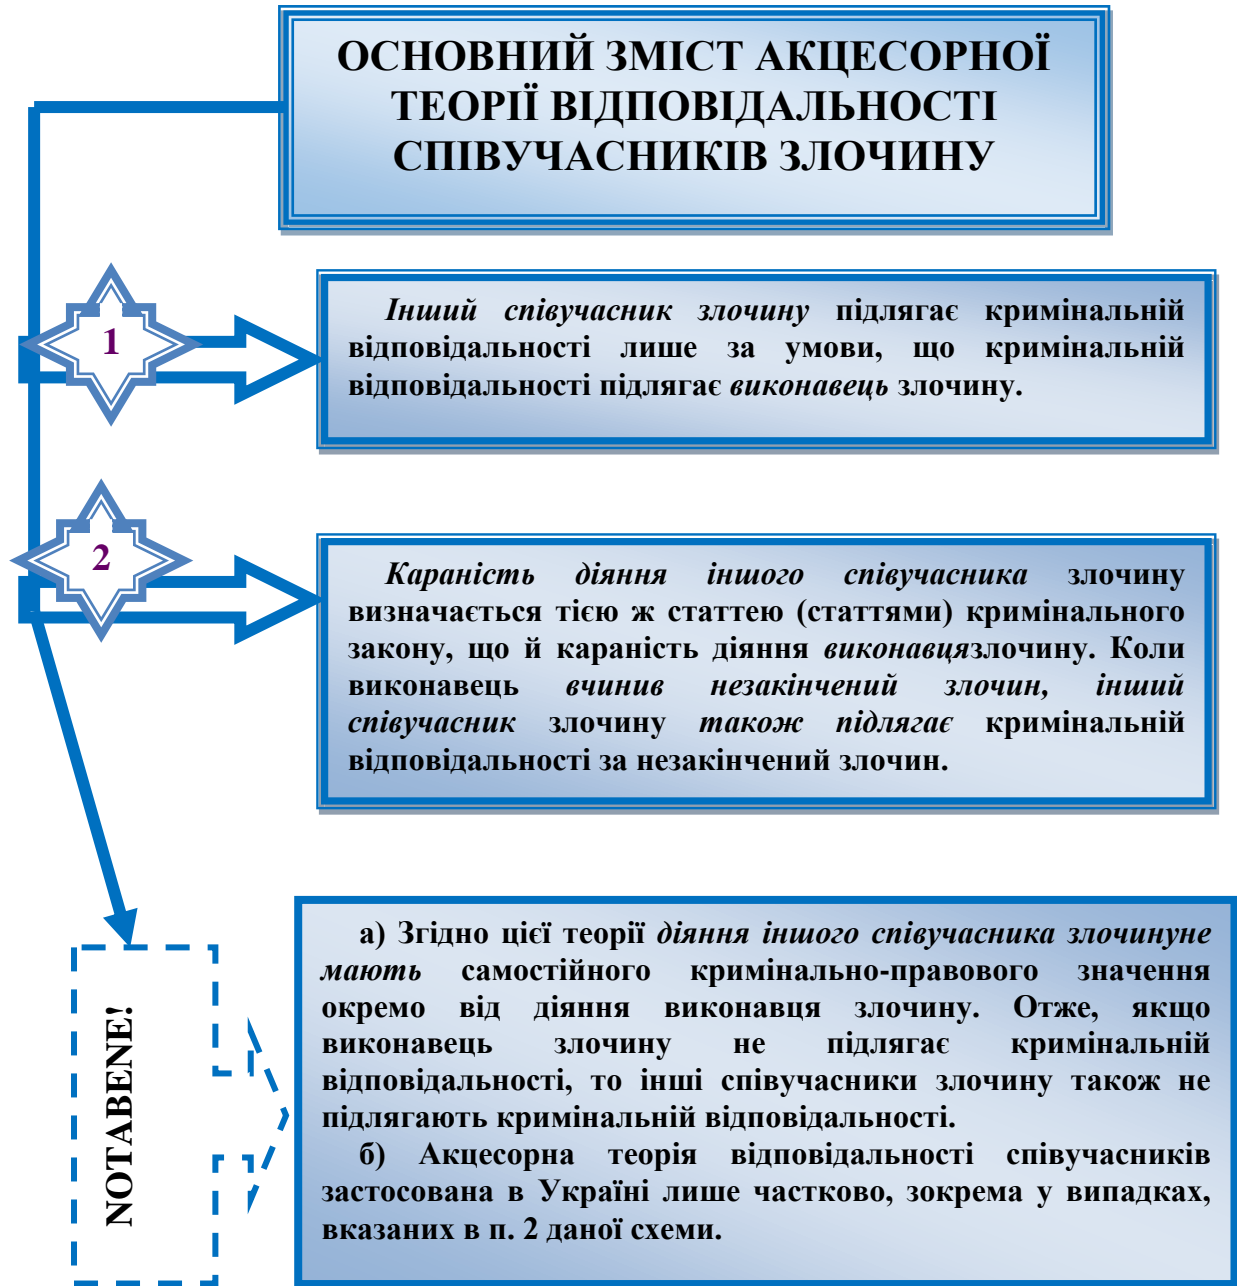 ОСНОВНИЙ ЗМІСТ АКЦЕСОРНОЇ
ТЕОРІЇ ВІДПОВІДАЛЬНОСТІ
СПІВУЧАСНИКІВ ЗЛОЧИНУ
1
Інший співучасник злочину підлягає кримінальній
відповідальності лише за умови, що кримінальній
відповідальності підлягає виконавець злочину.
2
Караність діяння іншого співучасника злочину
визначається тією ж статтею (статтями) кримінального
закону, що й караність діяння виконавцязлочину. Коли
виконавець вчинив незакінчений злочин, інший
співучасник злочину також підлягає кримінальній
відповідальності за незакінчений злочин.
NOTABENE!
а) Згідно цієї теорії діяння іншого співучасника злочинуне
мають самостійного кримінально-правового значення
окремо від діяння виконавця злочину. Отже, якщо
виконавець злочину не підлягає кримінальній
відповідальності, то інші співучасники злочину також не
підлягають кримінальній відповідальності.
б) Акцесорна теорія відповідальності співучасників
застосована в Україні лише частково, зокрема у випадках,
вказаних в п. 2 даної схеми.